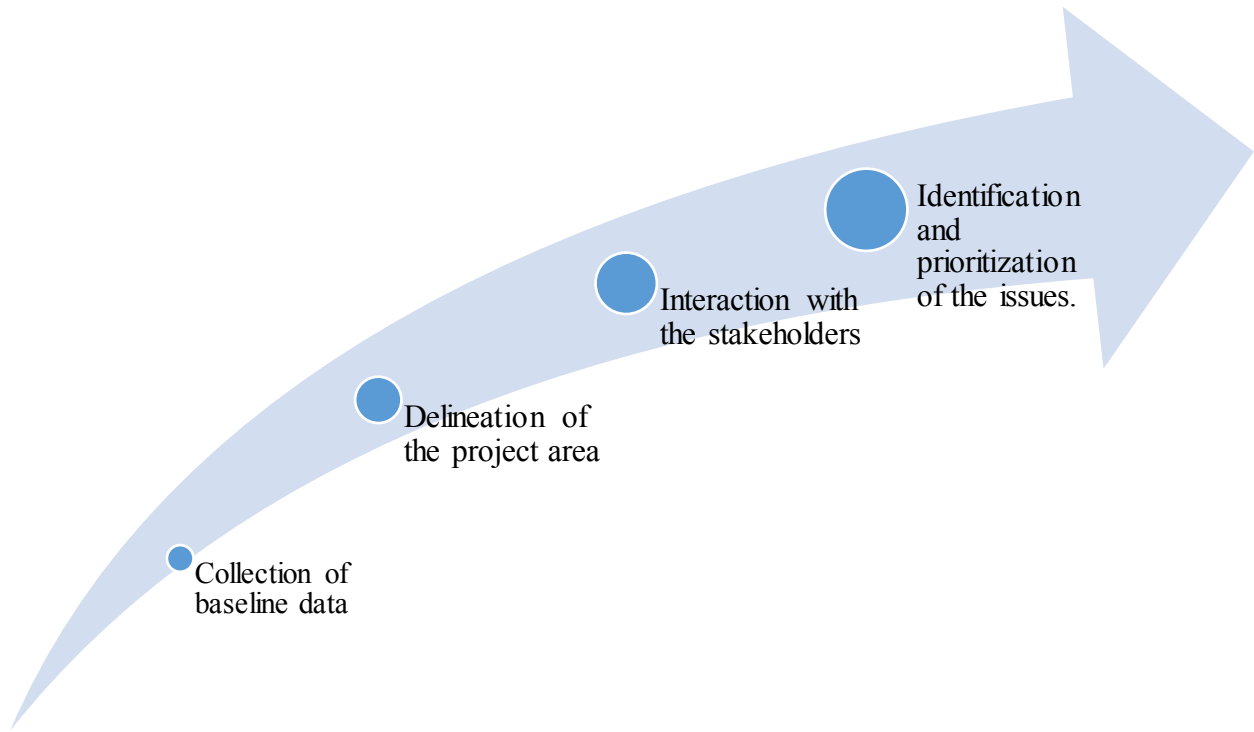 Collection of
baseline data
Delineation of
the project area
Interaction with
the stakeholders
Identification
and
prioritization
of the issues.